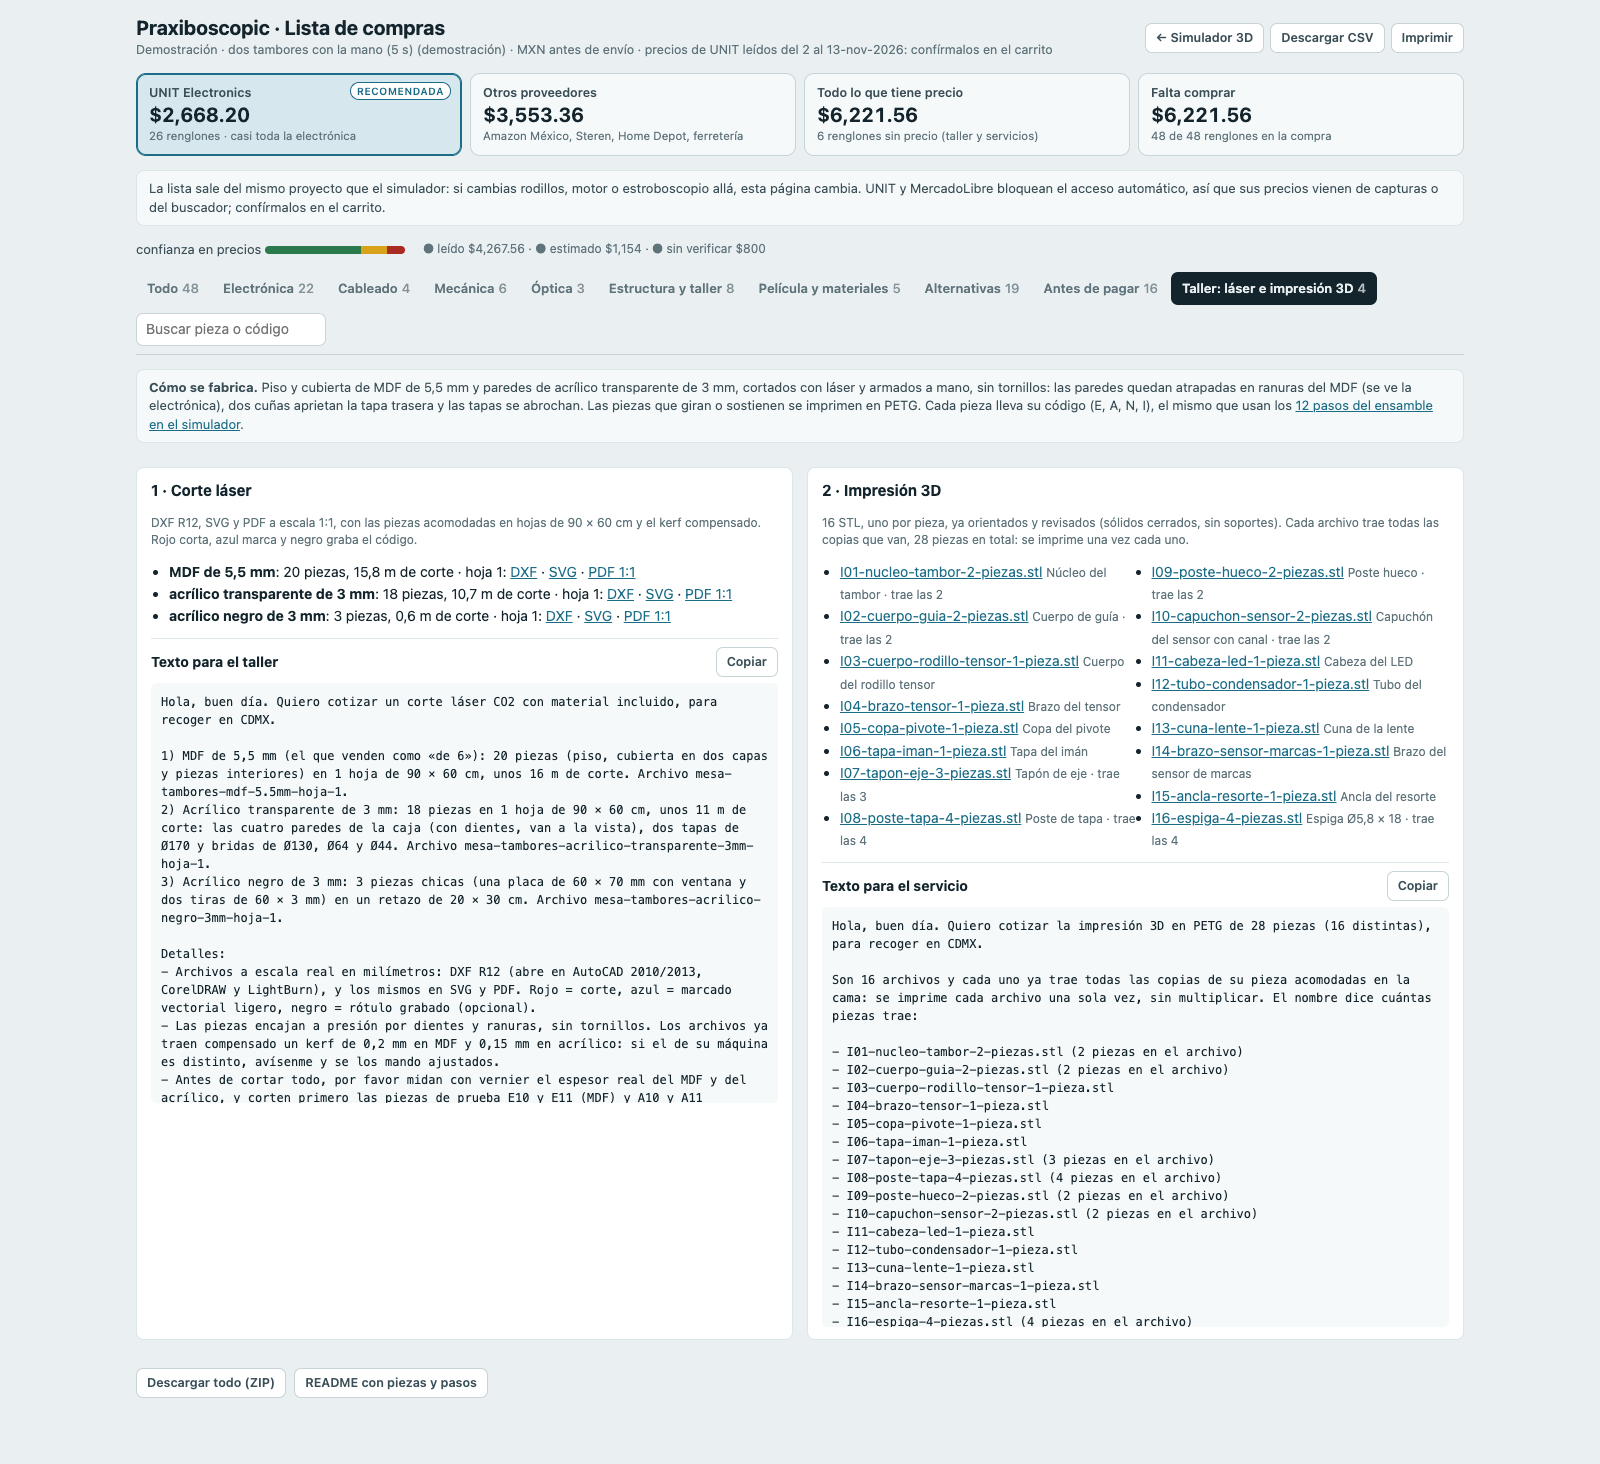 Praxiboscopic · Lista de compras
Demostración · dos tambores con la mano (5 s) (demostración) · MXN antes de envío · precios de UNIT leídos del 2 al 13-nov-2026: confírmalos en el carrito
← Simulador 3D
Descargar CSV
Imprimir
UNIT Electronics
RECOMENDADA
$2,668.20
26 renglones · casi toda la electrónica
Otros proveedores
$3,553.36
Amazon México, Steren, Home Depot, ferretería
Todo lo que tiene precio
$6,221.56
6 renglones sin precio (taller y servicios)
Falta comprar
$6,221.56
48 de 48 renglones en la compra
La lista sale del mismo proyecto que el simulador: si cambias rodillos, motor o estroboscopio allá, esta página cambia. UNIT y MercadoLibre bloquean el acceso automático, así que sus precios vienen de capturas o
del buscador; confírmalos en el carrito.
confianza en precios
● leído $4,267.56 · ● estimado $1,154 · ● sin verificar $800
Todo 48
Electrónica 22
Cableado 4
Mecánica 6
Óptica 3
Estructura y taller 8
Película y materiales 5
Alternativas 19
Antes de pagar 16
Taller: láser e impresión 3D 4
Buscar pieza o código
Cómo se fabrica. Piso y cubierta de MDF de 5,5 mm y paredes de acrílico transparente de 3 mm, cortados con láser y armados a mano, sin tornillos: las paredes quedan atrapadas en ranuras del MDF (se ve la
electrónica), dos cuñas aprietan la tapa trasera y las tapas se abrochan. Las piezas que giran o sostienen se imprimen en PETG. Cada pieza lleva su código (E, A, N, I), el mismo que usan los 12 pasos del ensamble
en el simulador.
1 · Corte láser
DXF R12, SVG y PDF a escala 1:1, con las piezas acomodadas en hojas de 90 × 60 cm y el kerf compensado.
Rojo corta, azul marca y negro graba el código.
• MDF de 5,5 mm: 20 piezas, 15,8 m de corte · hoja 1: DXF · SVG · PDF 1:1
• acrílico transparente de 3 mm: 18 piezas, 10,7 m de corte · hoja 1: DXF · SVG · PDF 1:1
• acrílico negro de 3 mm: 3 piezas, 0,6 m de corte · hoja 1: DXF · SVG · PDF 1:1
Texto para el taller
Copiar
Hola, buen día. Quiero cotizar un corte láser CO2 con material incluido, para
recoger en CDMX.
1) MDF de 5,5 mm (el que venden como «de 6»): 20 piezas (piso, cubierta en dos capas
y piezas interiores) en 1 hoja de 90 × 60 cm, unos 16 m de corte. Archivo mesa-
tambores-mdf-5.5mm-hoja-1.
2) Acrílico transparente de 3 mm: 18 piezas en 1 hoja de 90 × 60 cm, unos 11 m de
corte: las cuatro paredes de la caja (con dientes, van a la vista), dos tapas de
Ø170 y bridas de Ø130, Ø64 y Ø44. Archivo mesa-tambores-acrilico-transparente-3mm-
hoja-1.
3) Acrílico negro de 3 mm: 3 piezas chicas (una placa de 60 × 70 mm con ventana y
dos tiras de 60 × 3 mm) en un retazo de 20 × 30 cm. Archivo mesa-tambores-acrilico-
negro-3mm-hoja-1.
Detalles:
– Archivos a escala real en milímetros: DXF R12 (abre en AutoCAD 2010/2013,
CorelDRAW y LightBurn), y los mismos en SVG y PDF. Rojo = corte, azul = marcado
vectorial ligero, negro = rótulo grabado (opcional).
– Las piezas encajan a presión por dientes y ranuras, sin tornillos. Los archivos ya
traen compensado un kerf de 0,2 mm en MDF y 0,15 mm en acrílico: si el de su máquina
es distinto, avísenme y se los mando ajustados.
– Antes de cortar todo, por favor midan con vernier el espesor real del MDF y del
acrílico, y corten primero las piezas de prueba E10 y E11 (MDF) y A10 y A11
2 · Impresión 3D
16 STL, uno por pieza, ya orientados y revisados (sólidos cerrados, sin soportes). Cada archivo trae todas las
copias que van, 28 piezas en total: se imprime una vez cada uno.
• I01-nucleo-tambor-2-piezas.stl Núcleo del
tambor · trae las 2
• I02-cuerpo-guia-2-piezas.stl Cuerpo de guía ·
trae las 2
• I03-cuerpo-rodillo-tensor-1-pieza.stl Cuerpo
del rodillo tensor
• I04-brazo-tensor-1-pieza.stl Brazo del tensor
• I05-copa-pivote-1-pieza.stl Copa del pivote
• I06-tapa-iman-1-pieza.stl Tapa del imán
• I07-tapon-eje-3-piezas.stl Tapón de eje · trae
las 3
• I08-poste-tapa-4-piezas.stl Poste de tapa · trae
las 4
• I09-poste-hueco-2-piezas.stl Poste hueco ·
trae las 2
• I10-capuchon-sensor-2-piezas.stl Capuchón
del sensor con canal · trae las 2
• I11-cabeza-led-1-pieza.stl Cabeza del LED
• I12-tubo-condensador-1-pieza.stl Tubo del
condensador
• I13-cuna-lente-1-pieza.stl Cuna de la lente
• I14-brazo-sensor-marcas-1-pieza.stl Brazo del
sensor de marcas
• I15-ancla-resorte-1-pieza.stl Ancla del resorte
• I16-espiga-4-piezas.stl Espiga Ø5,8 × 18 · trae
las 4
Texto para el servicio
Copiar
Hola, buen día. Quiero cotizar la impresión 3D en PETG de 28 piezas (16 distintas),
para recoger en CDMX.
Son 16 archivos y cada uno ya trae todas las copias de su pieza acomodadas en la
cama: se imprime cada archivo una sola vez, sin multiplicar. El nombre dice cuántas
piezas trae:
– I01-nucleo-tambor-2-piezas.stl (2 piezas en el archivo)
– I02-cuerpo-guia-2-piezas.stl (2 piezas en el archivo)
– I03-cuerpo-rodillo-tensor-1-pieza.stl
– I04-brazo-tensor-1-pieza.stl
– I05-copa-pivote-1-pieza.stl
– I06-tapa-iman-1-pieza.stl
– I07-tapon-eje-3-piezas.stl (3 piezas en el archivo)
– I08-poste-tapa-4-piezas.stl (4 piezas en el archivo)
– I09-poste-hueco-2-piezas.stl (2 piezas en el archivo)
– I10-capuchon-sensor-2-piezas.stl (2 piezas en el archivo)
– I11-cabeza-led-1-pieza.stl
– I12-tubo-condensador-1-pieza.stl
– I13-cuna-lente-1-pieza.stl
– I14-brazo-sensor-marcas-1-pieza.stl
– I15-ancla-resorte-1-pieza.stl
– I16-espiga-4-piezas.stl (4 piezas en el archivo)
Descargar todo (ZIP)
README con piezas y pasos